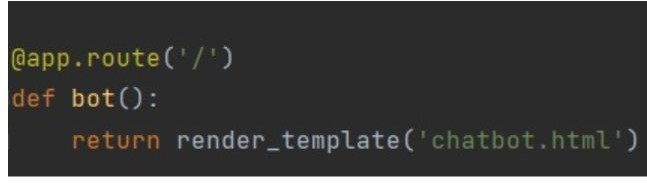 @app.route('/')
def bot():
    return render_template('chatbot.html')